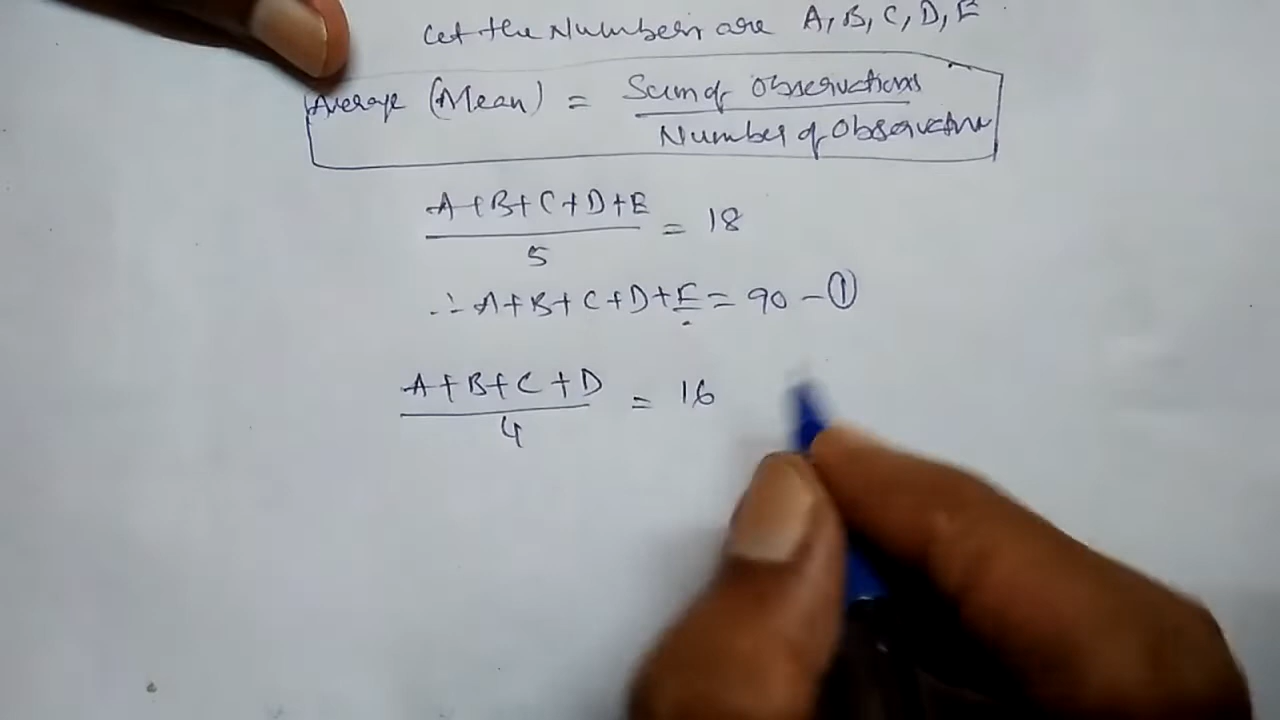 Let the Numbers are A, B, C, D, E
Average (Mean) = Sum of Observations
Number of Observations
A+B+C+D+E
= 18
5
∴ A+B+C+D+E = 90 - ①
A+B+C+D
= 16
4